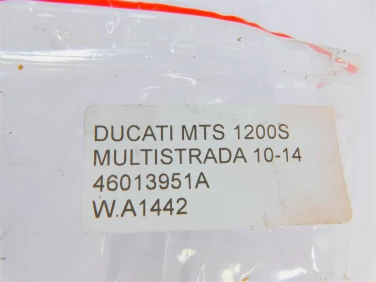 DUCATI MTS 1200S
MULTISTRADA 10-14
46013951A
W.A1442